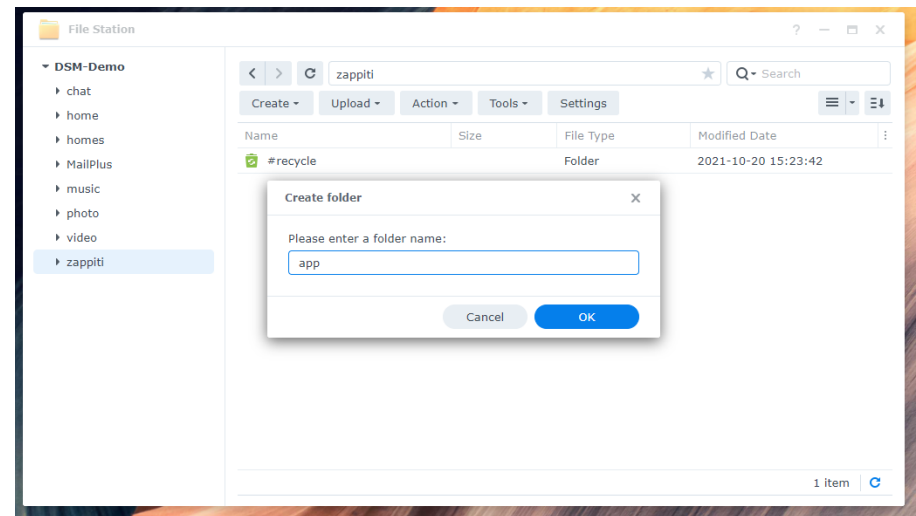 File Station
DSM-Demo
chat
home
homes
MailPlus
music
photo
video
zappiti
zappiti
Search
Create Upload Action Tools Settings
Name Size File Type Modified Date
#recycle Folder 2021-10-20 15:23:42
Create folder
Please enter a folder name:
app
Cancel OK
1 item